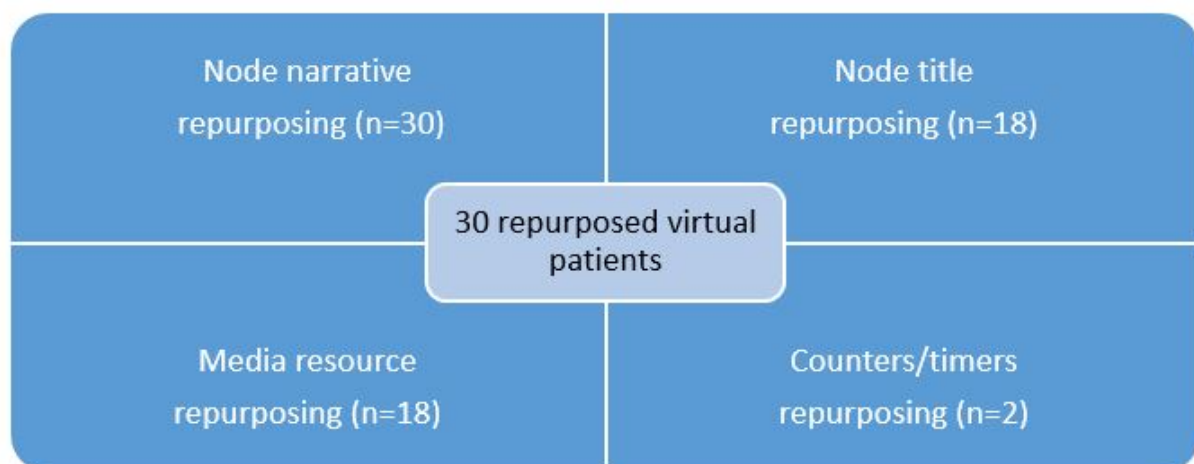 Node narrative
repurposing (n=30)
Node title
repurposing (n=18)
30 repurposed virtual
patients
Media resource
repurposing (n=18)
Counters/timers
repurposing (n=2)